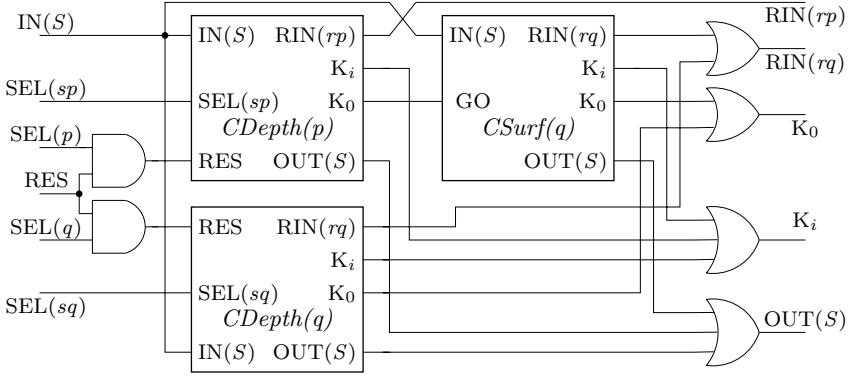 IN(S)
SEL(sp)
SEL(p)
RES
SEL(q)
SEL(sq)
IN(S) RIN(rp)
K_i
SEL(sp) K_0
CDepth(p)
RES OUT(S)
IN(S) RIN(rq)
K_i
GO K_0
CSurf(q)
OUT(S)
RES RIN(rq)
K_i
SEL(sq) K_0
CDepth(q)
IN(S) OUT(S)
RIN(rp)
RIN(rq)
K_0
K_i
OUT(S)